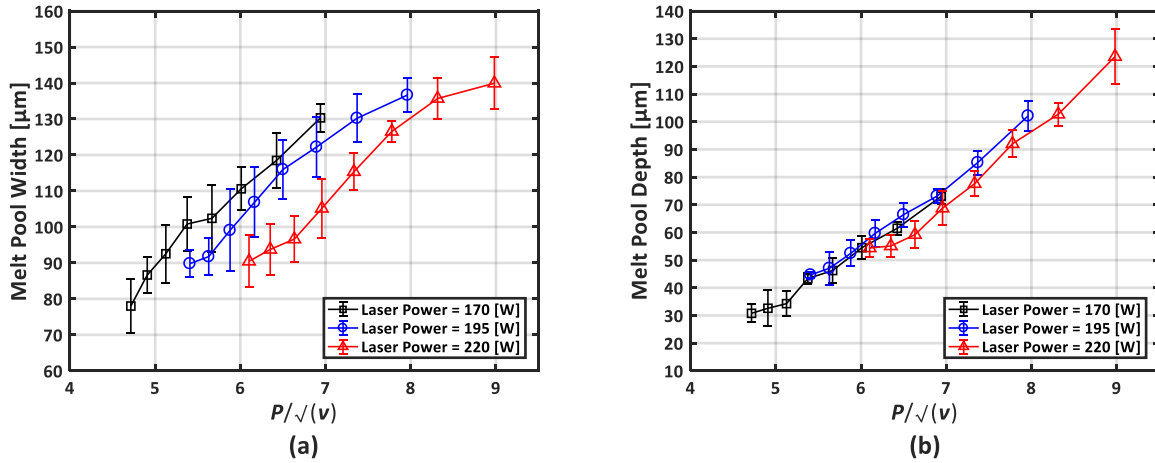 160
150
140
130
120
110
100
90
80
70
60
Melt Pool Width [µm]
Laser Power = 170 [W]
Laser Power = 195 [W]
Laser Power = 220 [W]
4 5 6 7 8 9
P/√(v)
(a)
140
130
120
110
100
90
80
70
60
50
40
30
20
10
Melt Pool Depth [µm]
Laser Power = 170 [W]
Laser Power = 195 [W]
Laser Power = 220 [W]
4 5 6 7 8 9
P/√(v)
(b)